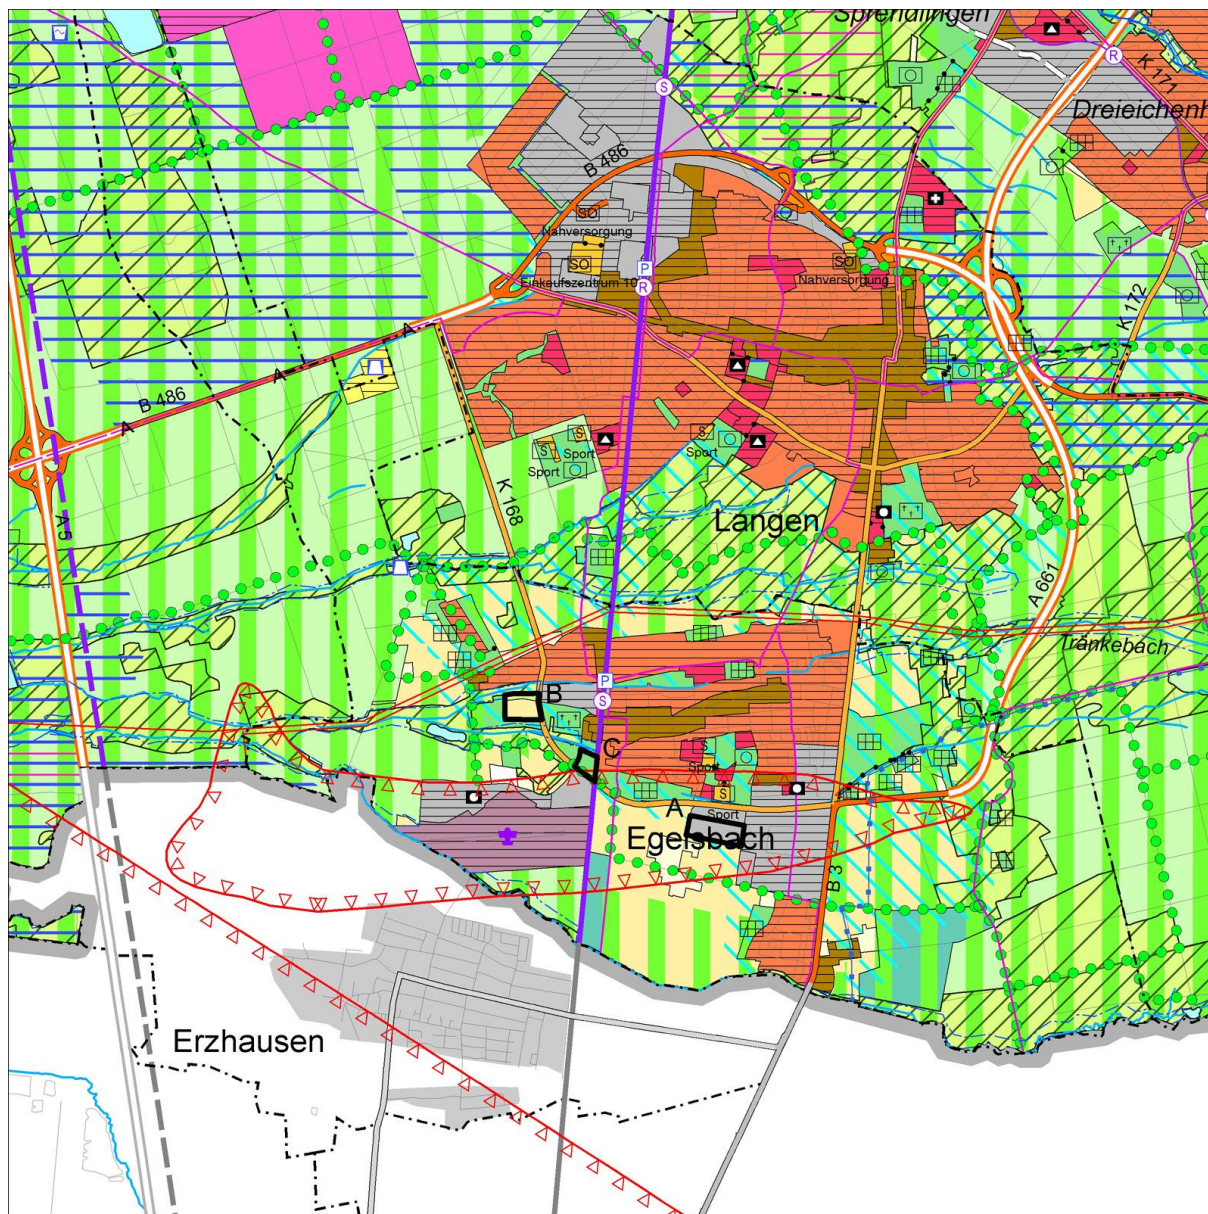 Sprendlingen
K 171
R
S
Dreieichenh
B 486
SO
Nahversorgung
SO
Einkaufszentrum 10
P
R
SO
Nahversorgung
K 172
A
A
B 486
A
S
Sport
S
Sport
S
Sport
K 168
A5
Langen
A 661
Tränkebach
P
S
B
C
S
Sport
S
Sport
A
Egelsbach
B 3
Erzhausen